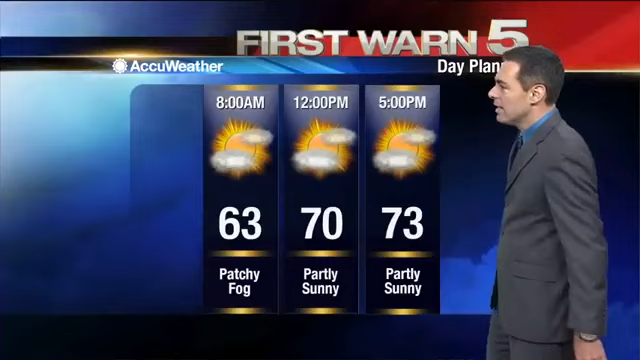 FIRST WARN 5
AccuWeather
Day Plan
8:00AM 12:00PM 5:00PM
63 70 73
Patchy Partly Partly
Fog Sunny Sunny